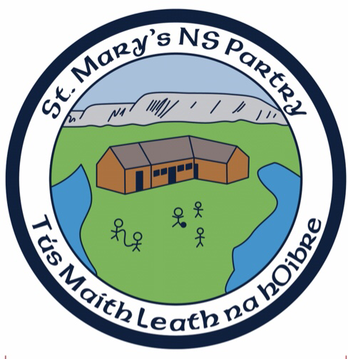 St. Mary's NS Partry
Tús Maith Leath na hOibre